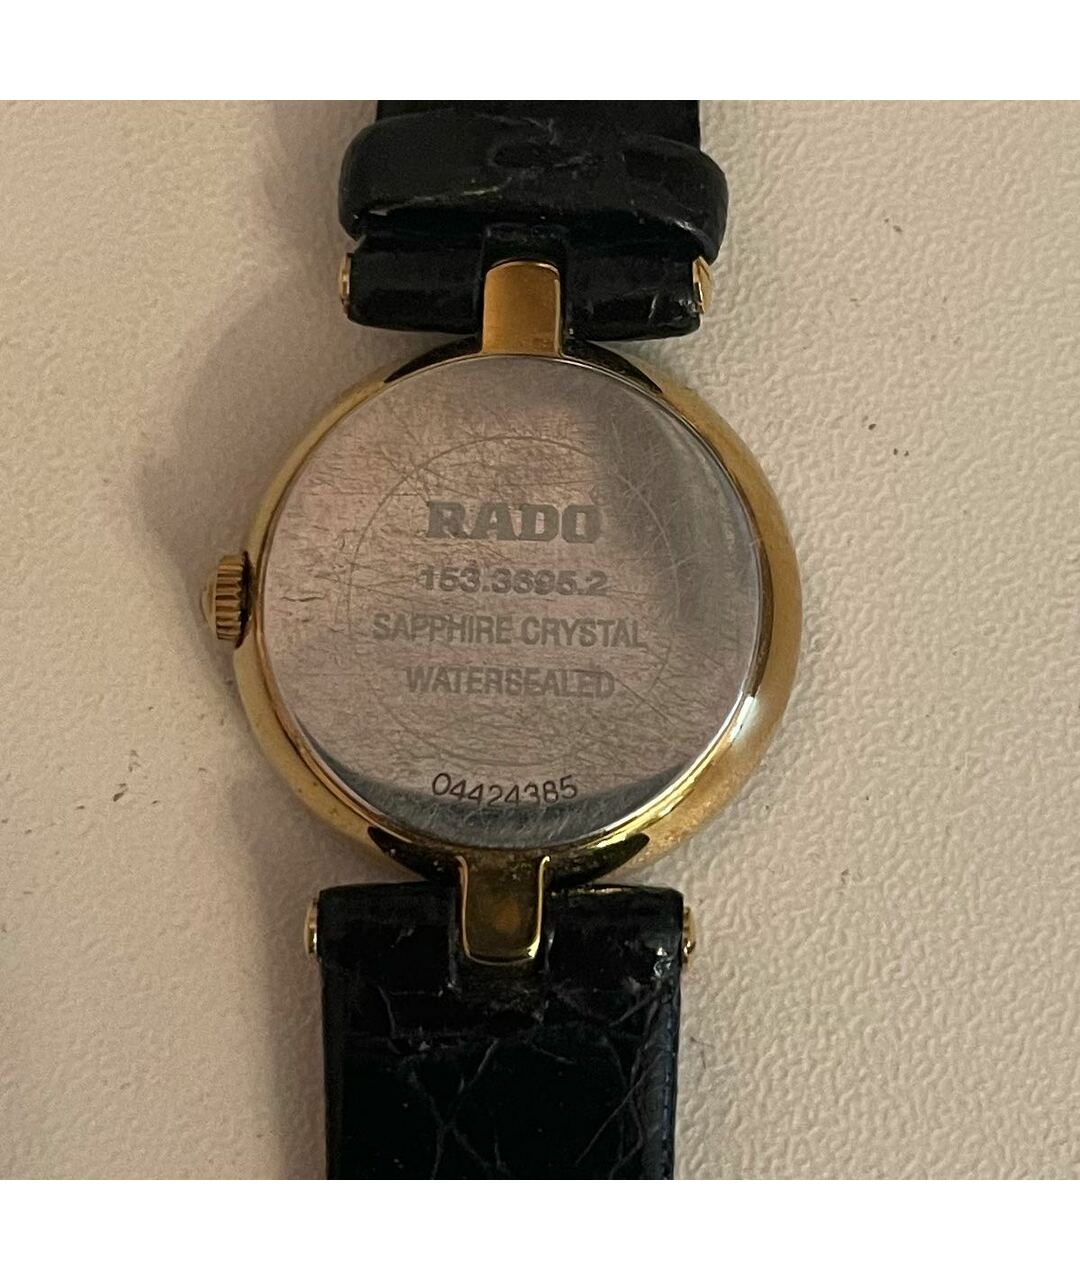 RADO
153.3695.2
SAPPHIRE CRYSTAL
WATERSEALED
04424385